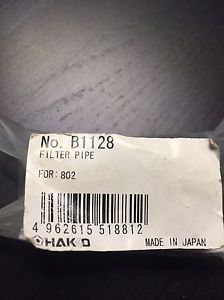 No. B1128
FILTER PIPE
FOR: 802
4 962615 518812
HAKKO MADE IN JAPAN